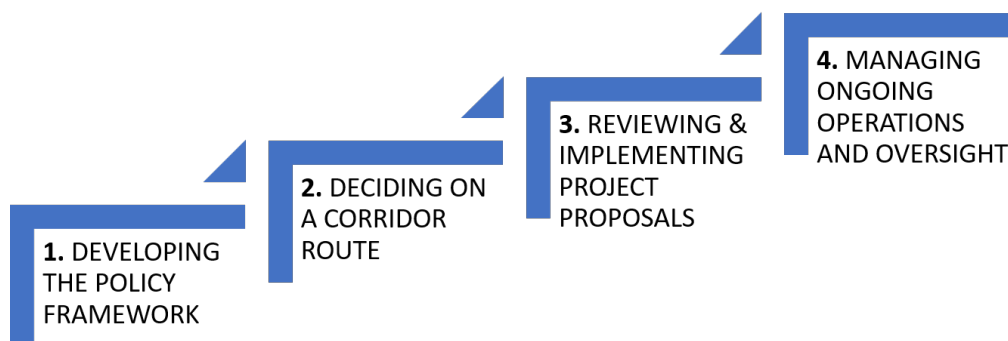 1. DEVELOPING
THE POLICY
FRAMEWORK
2. DECIDING ON
A CORRIDOR
ROUTE
3. REVIEWING &
IMPLEMENTING
PROJECT
PROPOSALS
4. MANAGING
ONGOING
OPERATIONS
AND OVERSIGHT